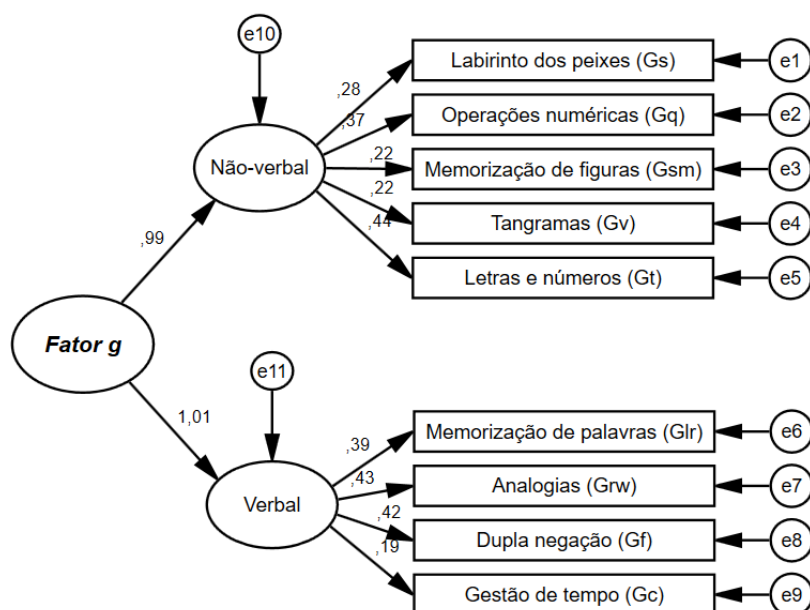 e10
Labirinto dos peixes (Gs)
e1
,28
,37
Operações numéricas (Gq)
e2
Não-verbal
,22
Memorização de figuras (Gsm)
e3
,22
Tangramas (Gv)
e4
,44
,99
Letras e números (Gt)
e5
Fator g
e11
1,01
,39
Memorização de palavras (Glr)
e6
,43
Analogias (Grw)
e7
Verbal
,42
Dupla negação (Gf)
e8
,19
Gestão de tempo (Gc)
e9